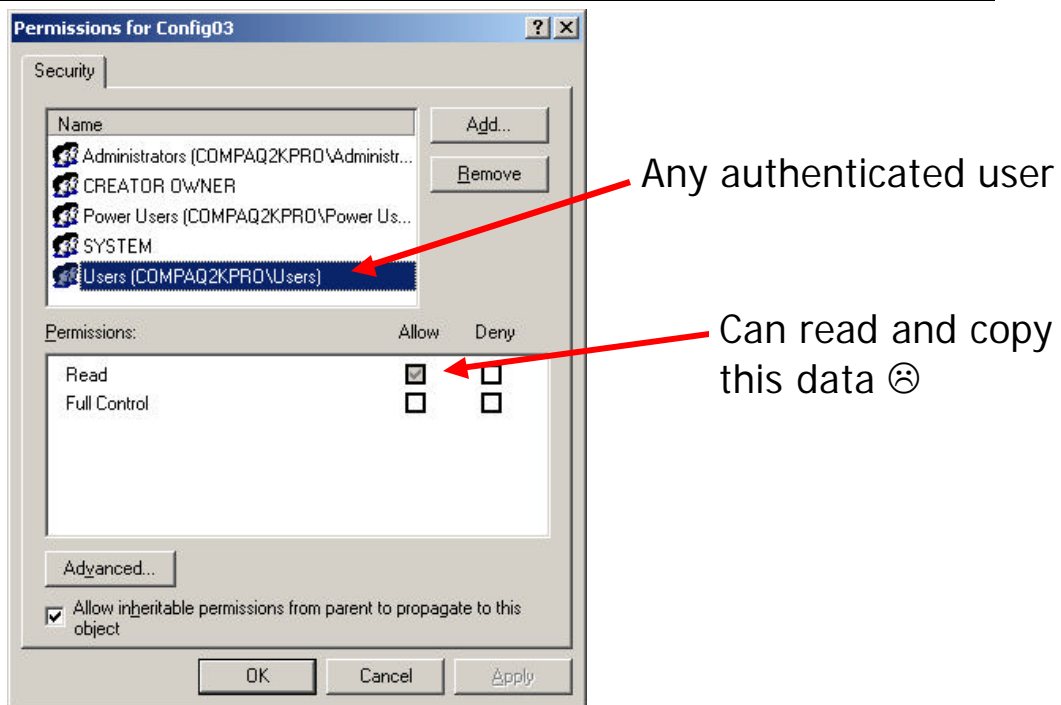 Permissions for Config03
Security
Name
Add...
Administrators (COMPAQ2KPRO\Administr...
Remove
CREATOR OWNER
Power Users (COMPAQ2KPRO\Power Us...
SYSTEM
Users (COMPAQ2KPRO\Users)
Any authenticated user
Permissions: Allow Deny
Read
Full Control
Can read and copy
this data ☹
Advanced...
Allow inheritable permissions from parent to propagate to this
object
OK Cancel Apply